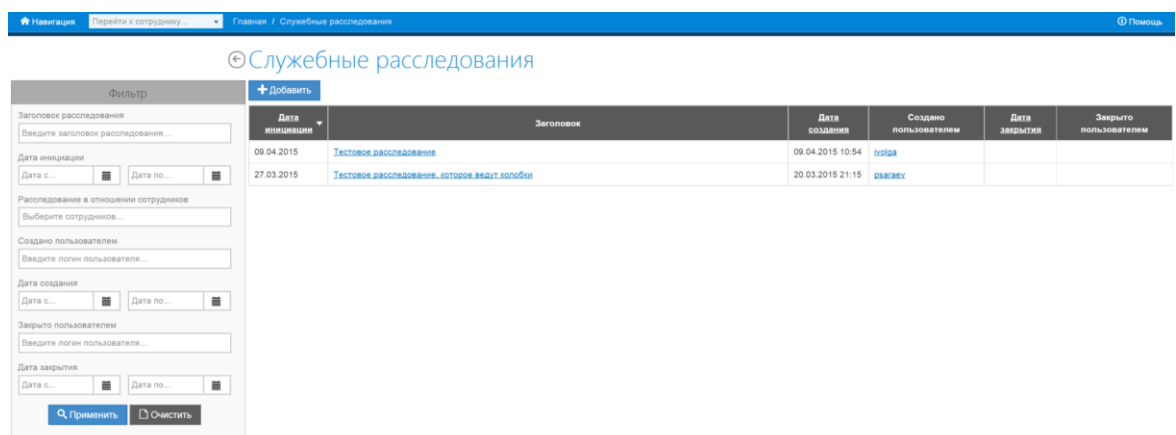 Навигация Перейти к сотруднику... Главная / Служебные расследования Помощь
Служебные расследования
Фильтр
Заголовок расследования
Введите заголовок расследования...
Дата инициации
Дата с... Дата по...
Расследование в отношении сотрудников
Выберите сотрудников...
Создано пользователем
Введите логин пользователя...
Дата создания
Дата с... Дата по...
Закрыто пользователем
Введите логин пользователя...
Дата закрытия
Дата с... Дата по...
Применить Очистить
Добавить
Дата инициации Заголовок Дата создания Создано пользователем Дата закрытия Закрыто пользователем
09.04.2015 Тестовое расследование 09.04.2015 10:54 ivolga
27.03.2015 Тестовое расследование, которое ведут колобки 20.03.2015 21:15 psaraev